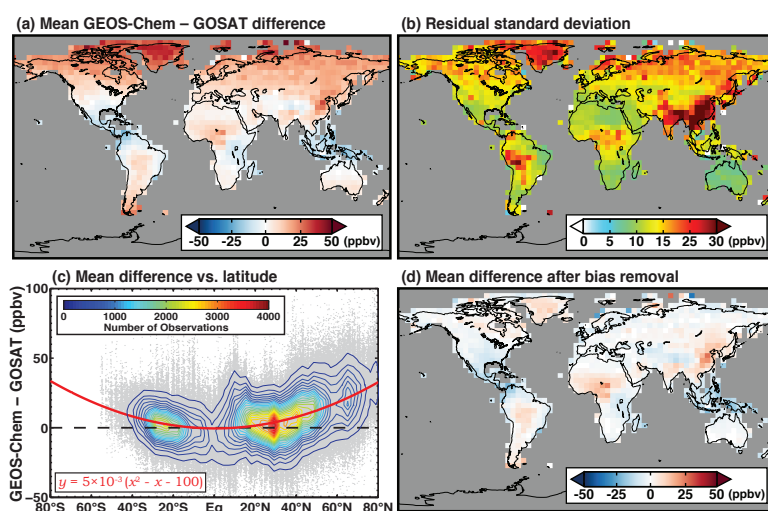 (a) Mean GEOS-Chem – GOSAT difference
-50 -25 0 25 50 (ppbv)
(b) Residual standard deviation
0 5 10 15 10 15 30 (ppbv)
(c) Mean difference vs. latitude
GEOS-Chem – GOSAT (ppbv)
100
50
0
−50
0 1000 2000 3000 4000
Number of Observations
y = 5×10⁻³ (x² - x - 100)
80°S 60°S 40°S 20°S Eq 20°N 40°N 60°N 80°N
(d) Mean difference after bias removal
-50 -25 0 25 50 (ppbv)